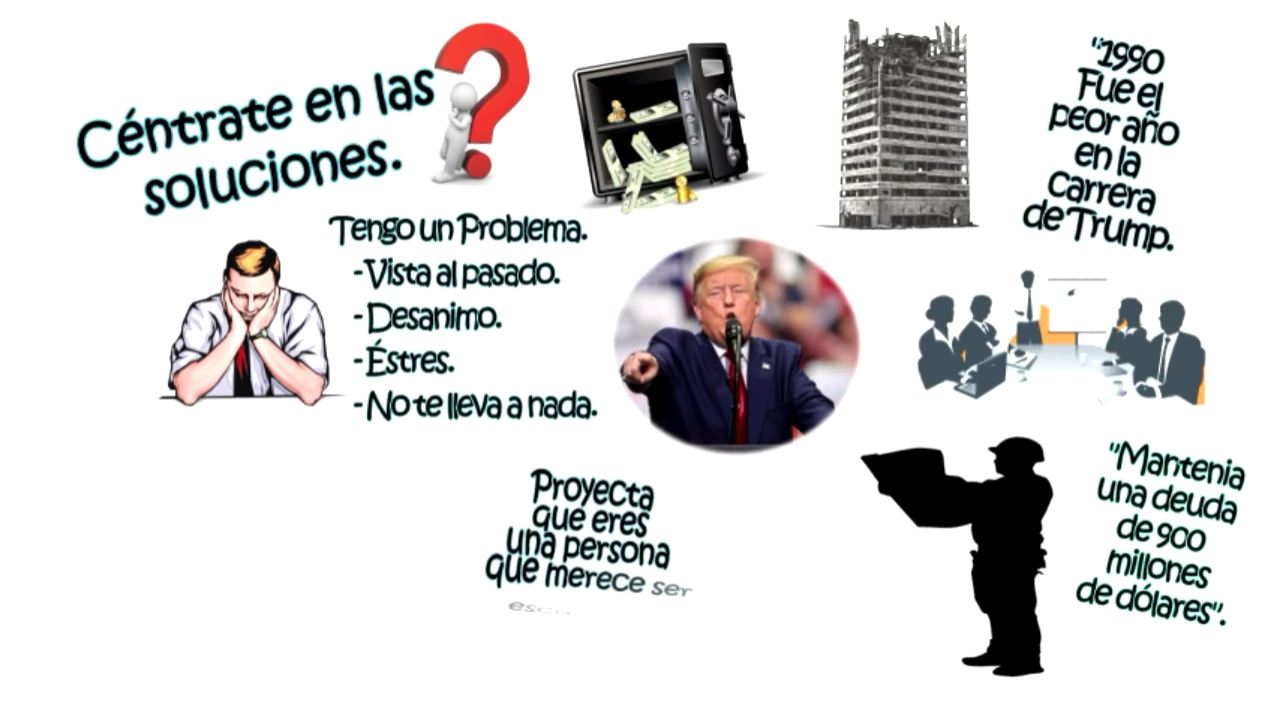 Céntrate en las
soluciones.
Tengo un Problema.
-Vista al pasado.
-Desanimo.
-Éstres.
-No te lleva a nada.
"1990
Fue el
peor año
en la
carrera
de Trump.
Proyecta
que eres
una persona
que merece ser
"Mantenia
una deuda
de 900
millones
de dólares".